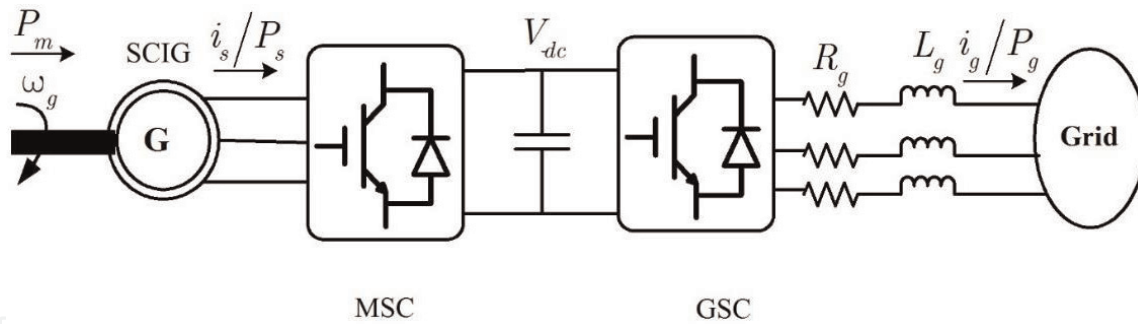 P_m
SCIG
i_s/P_s
V_dc
R_g
L_g
i_g/P_g
ω_g
G
Grid
MSC
GSC